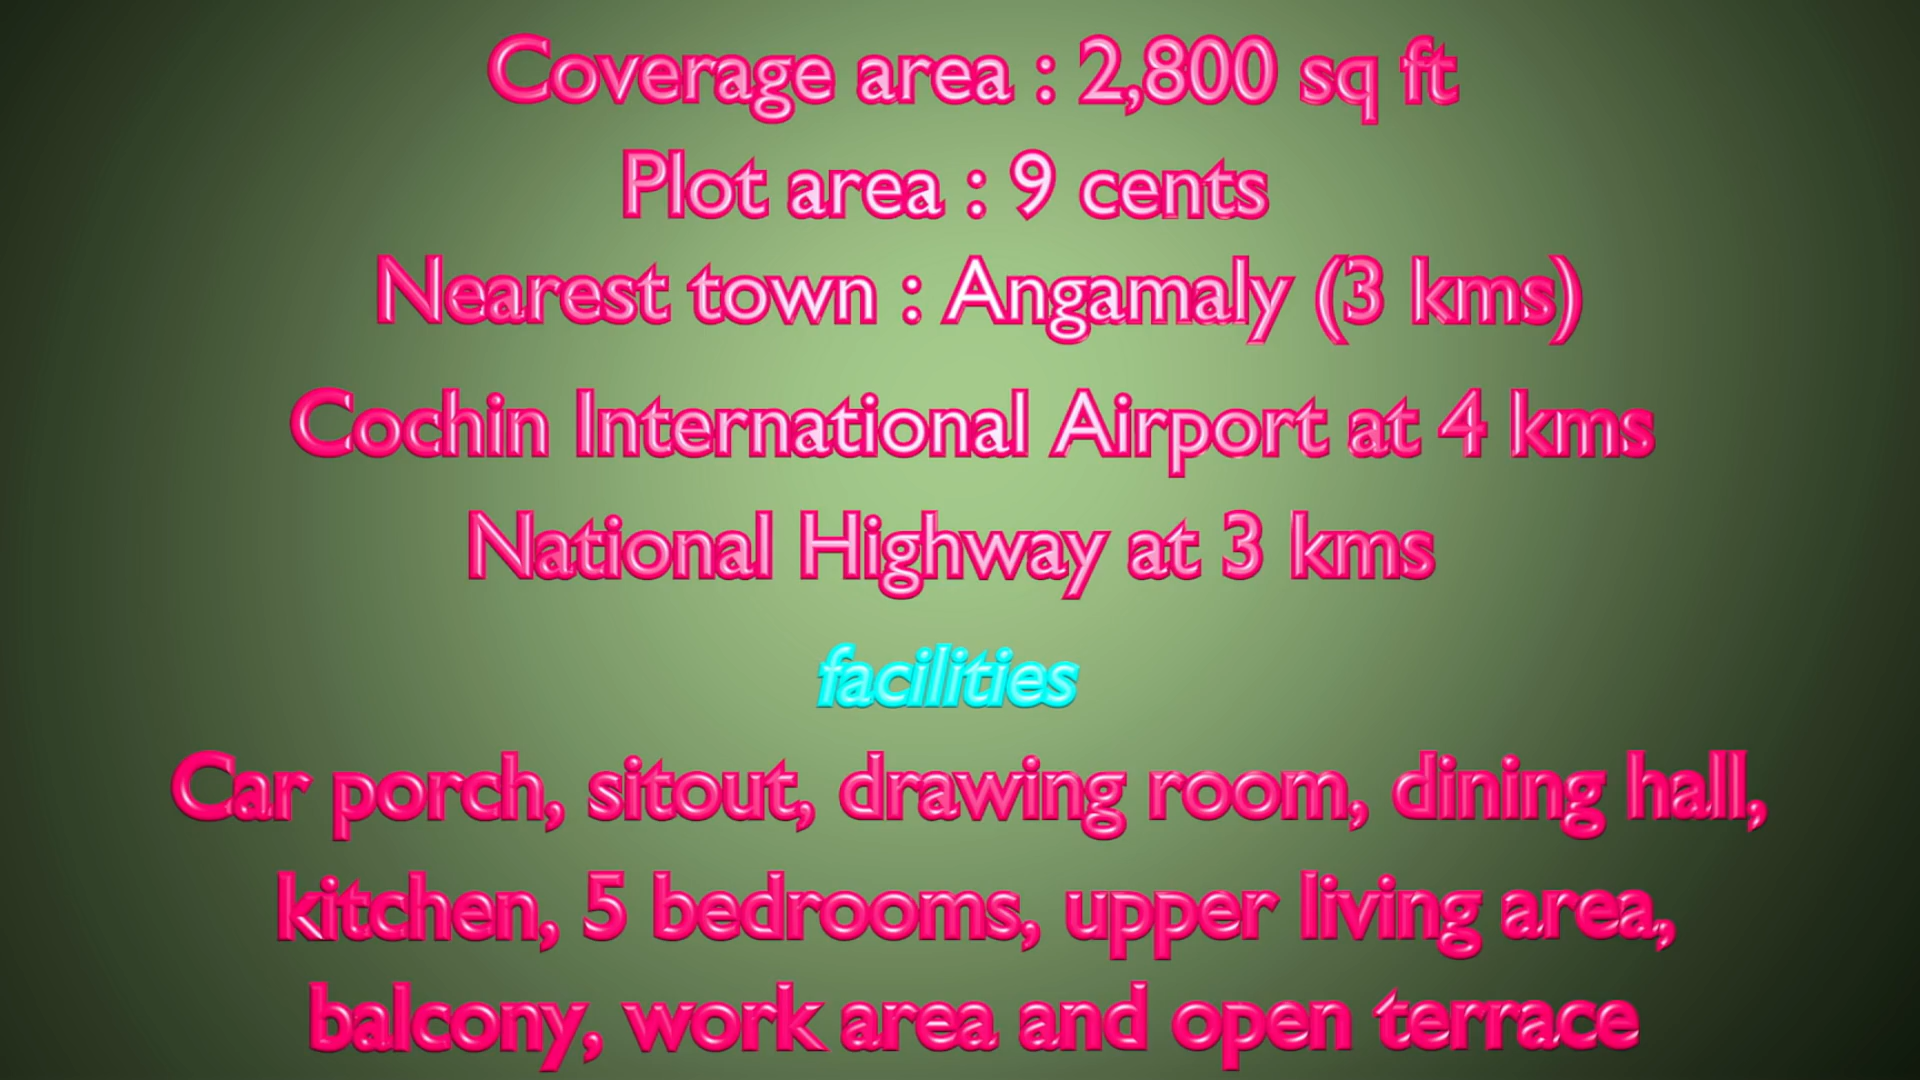 Coverage area : 2,800 sq ft
Plot area : 9 cents
Nearest town : Angamaly (3 kms)
Cochin International Airport at 4 kms
National Highway at 3 kms
facilities
Car porch, sitout, drawing room, dining hall,
kitchen, 5 bedrooms, upper living area,
balcony, work area and open terrace